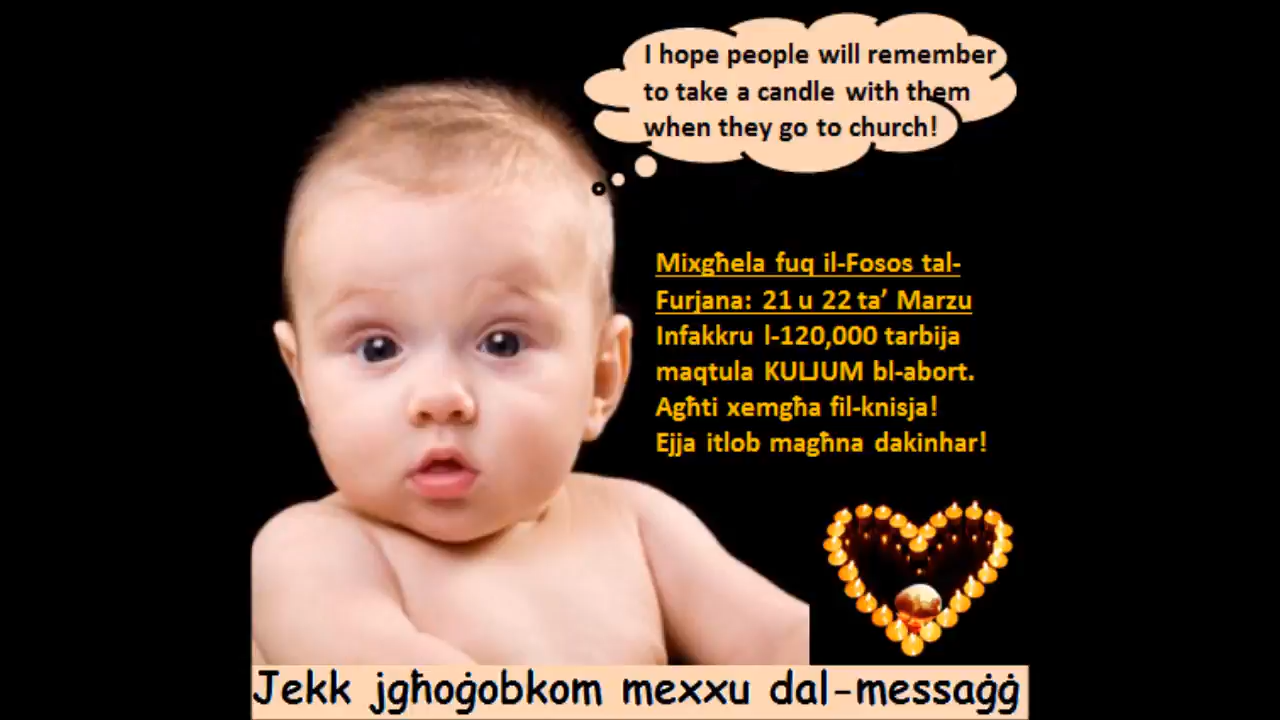 I hope people will remember
to take a candle with them
when they go to church!
Mixgħela fuq il-Fosos tal-
Furjana: 21 u 22 ta’ Marzu
Infakkru l-120,000 tarbija
maqtula KULJUM bl-abort.
Agħti xemgħa fil-knisja!
Ejja itlob magħna dakinhar!
Jekk jgħoġobkom mexxu dal-messaġġ